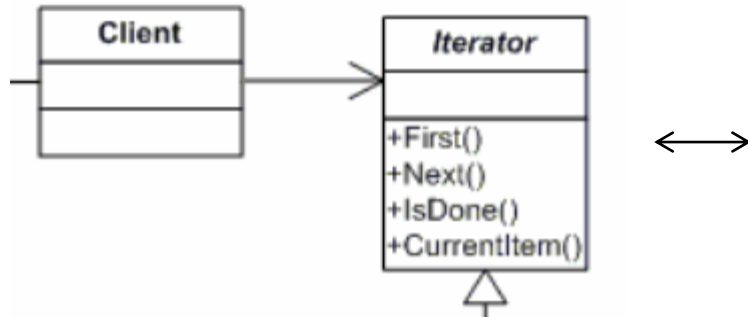 Client
Iterator
+First()
+Next()
+IsDone()
+CurrentItem()